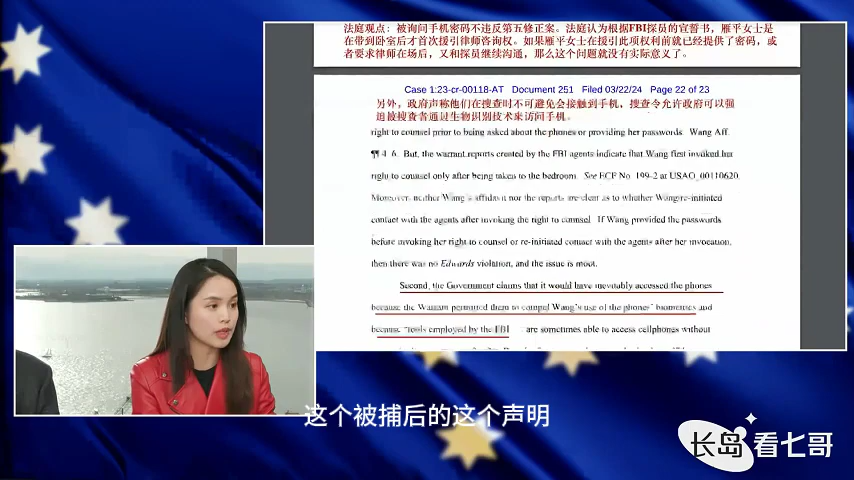 法庭观点：被询问手机密码不违反第五修正案。法庭认为根据FBI探员的宣誓书，雁平女士是
在带到卧室后才首次援引律师咨询权。如果雁平女士在援引此项权利前就已经提供了密码，或
者要求律师在场后，又和探员继续沟通，那么这个问题就没有实际意义了。
Case 1:23-cr-00118-AT Document 251 Filed 03/22/24 Page 22 of 23
另外，政府声称他们在搜查时不可避免会接触到手机，搜查令允许政府可以强
迫被搜查者通过生物识别技术来访问手机。
right to counsel prior to being asked about the phones or providing her passwords. Wang Aff.
¶¶ 4-6. But, the warrant reports created by the FBI agents indicate that Wang first invoked her
right to counsel only after being taken to the bedroom. See ECF No. 199-2 at USAO_00110620.
Moreover, neither Wang's affidavit nor the reports are clear as to whether Wang re-initiated
contact with the agents after invoking the right to counsel. If Wang provided the passwords
before invoking her right to counsel or re-initiated contact with the agents after her invocation,
then there was no Edwards violation, and the issue is moot.
Second, the Government claims that it would have inevitably accessed the phones
because the Warrant permitted them to compel Wang's use of the phones' biometrics and
because "tools employed by the FBI are sometimes able to access cellphones without
这个被捕后的这个声明
长岛看七哥